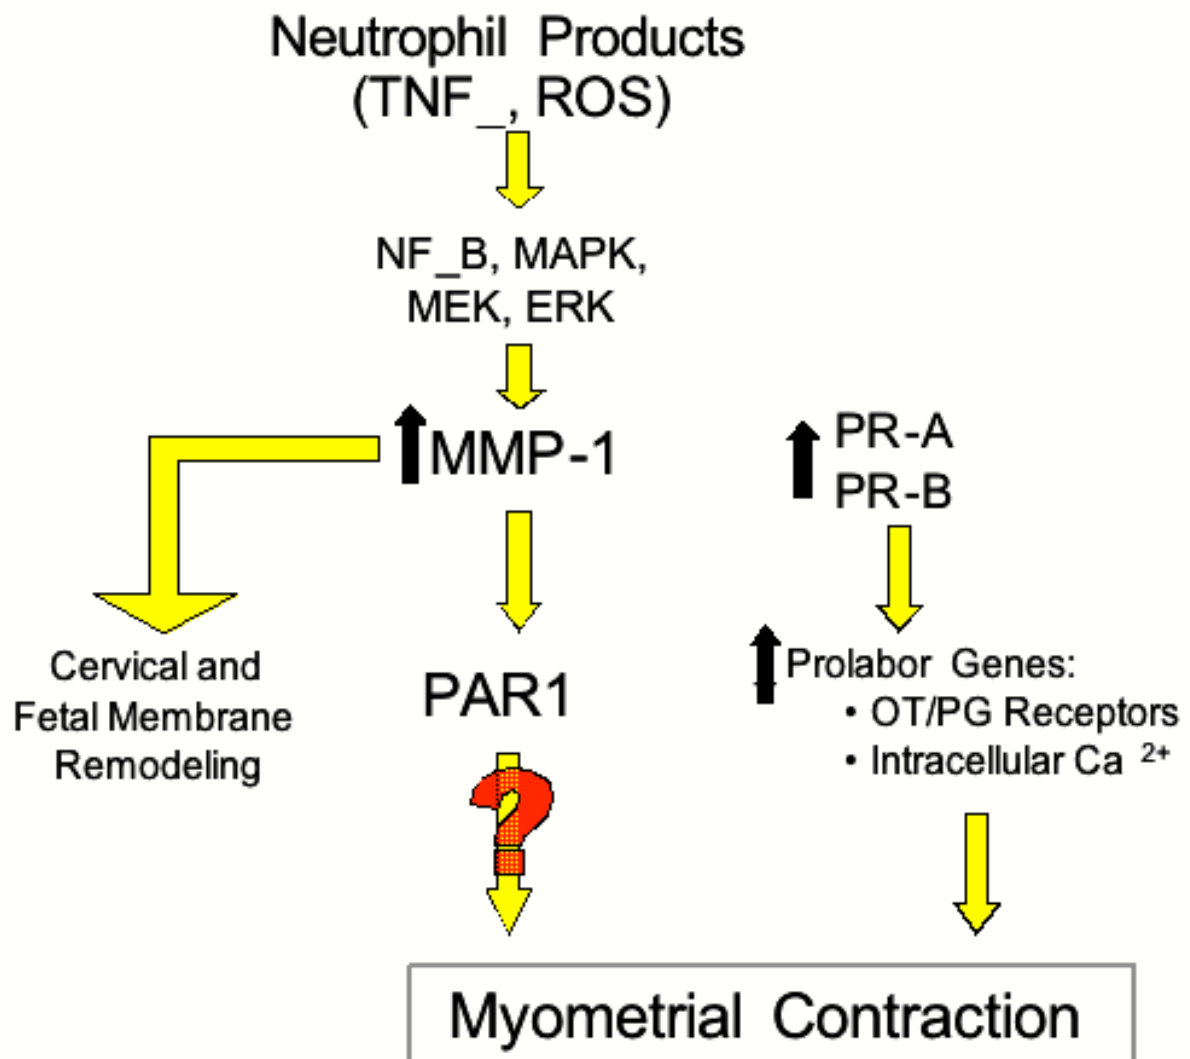 Neutrophil Products
(TNF_, ROS)
NF_B, MAPK,
MEK, ERK
MMP-1
PR-A
PR-B
Cervical and
Fetal Membrane
Remodeling
PAR1
Prolabor Genes:
• OT/PG Receptors
• Intracellular Ca 2+
?
Myometrial Contraction